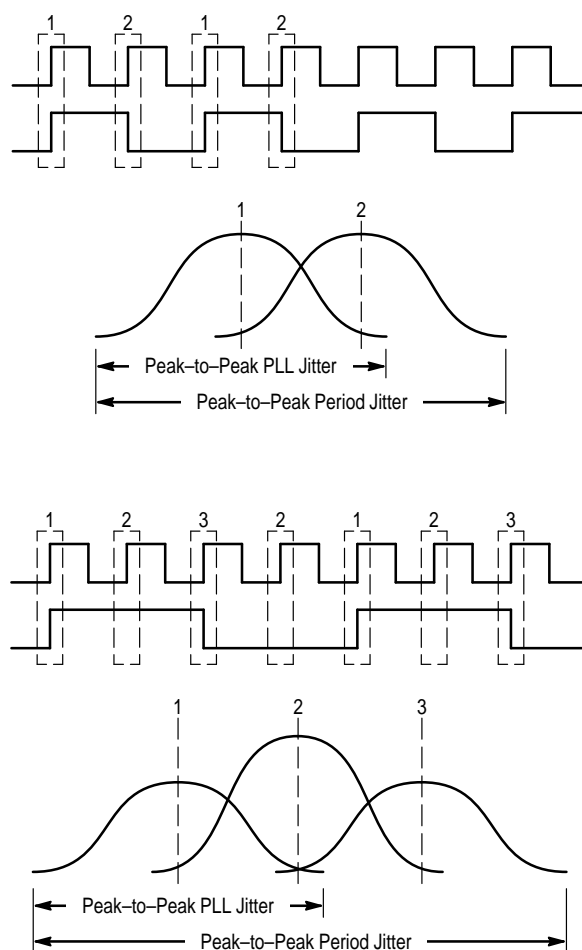 1 2 1 2
1 2
Peak–to–Peak PLL Jitter
Peak–to–Peak Period Jitter
1 2 3 2 1 2 3
1 2 3
Peak–to–Peak PLL Jitter
Peak–to–Peak Period Jitter